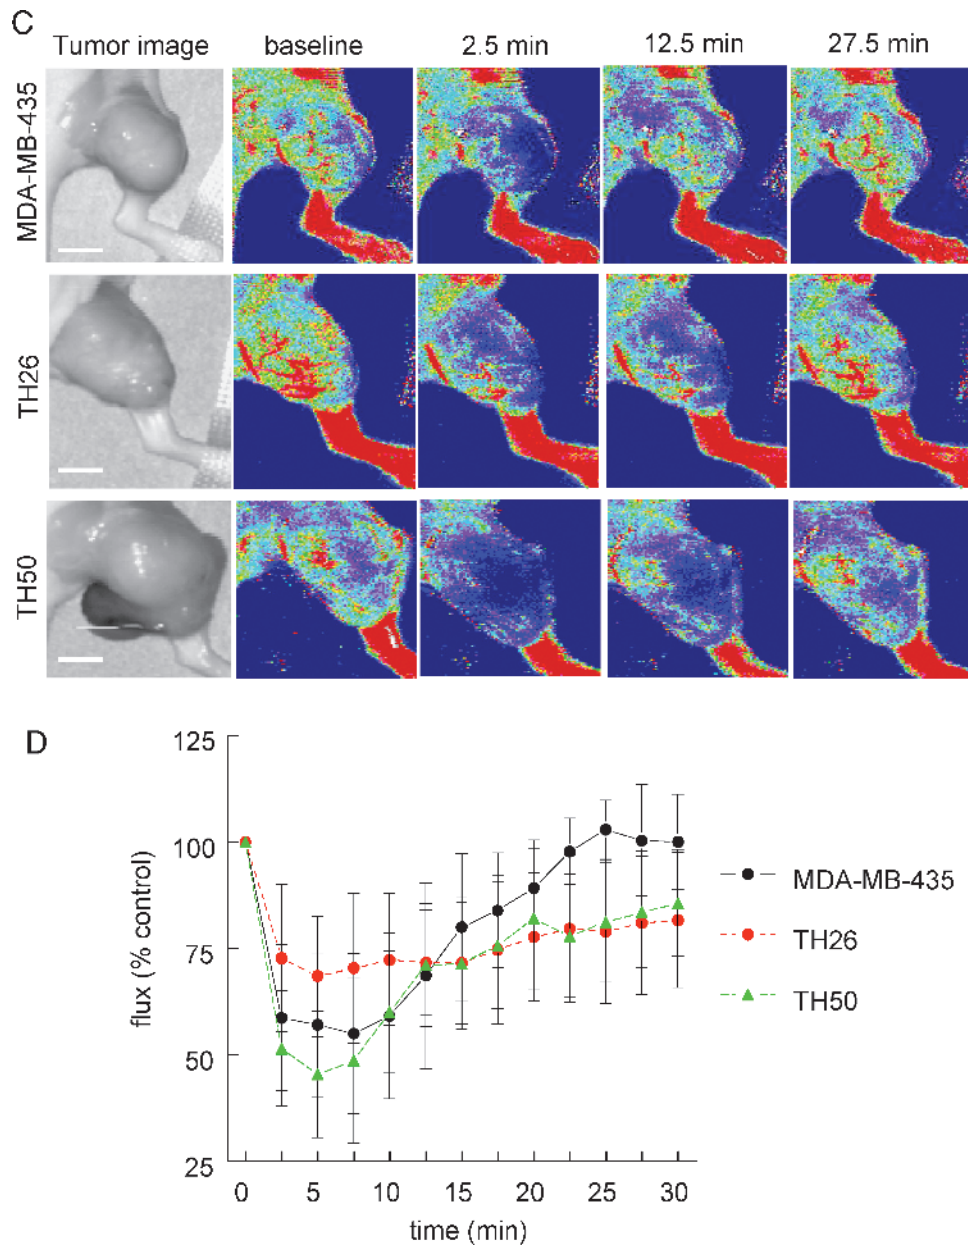 C
Tumor image baseline 2.5 min 12.5 min 27.5 min
MDA-MB-435
TH26
TH50
D
125
100
75
50
25
flux (% control)
0 5 10 15 20 25 30
time (min)
MDA-MB-435
TH26
TH50